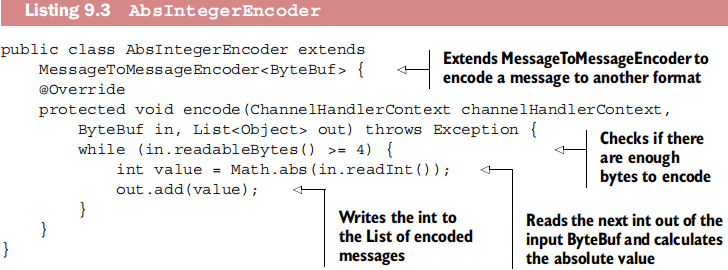 Listing 9.3 AbsIntegerEncoder
public class AbsIntegerEncoder extends
MessageToMessageEncoder<ByteBuf> {
@Override
protected void encode(ChannelHandlerContext channelHandlerContext,
ByteBuf in, List<Object> out) throws Exception {
while (in.readableBytes() >= 4) {
int value = Math.abs(in.readInt());
out.add(value);
}
}
}
Extends MessageToMessageEncoder to
encode a message to another format
Checks if there
are enough
bytes to encode
Writes the int to
the List of encoded
messages
Reads the next int out of the
input ByteBuf and calculates
the absolute value